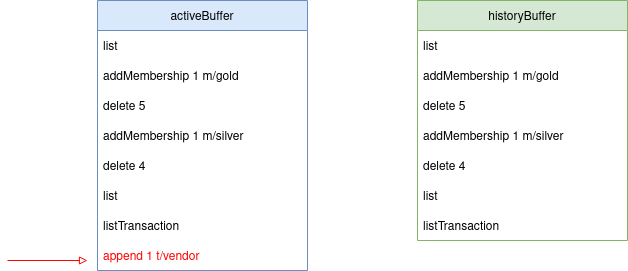 activeBuffer
list
addMembership 1 m/gold
delete 5
addMembership 1 m/silver
delete 4
list
listTransaction
append 1 t/vendor
historyBuffer
list
addMembership 1 m/gold
delete 5
addMembership 1 m/silver
delete 4
list
listTransaction